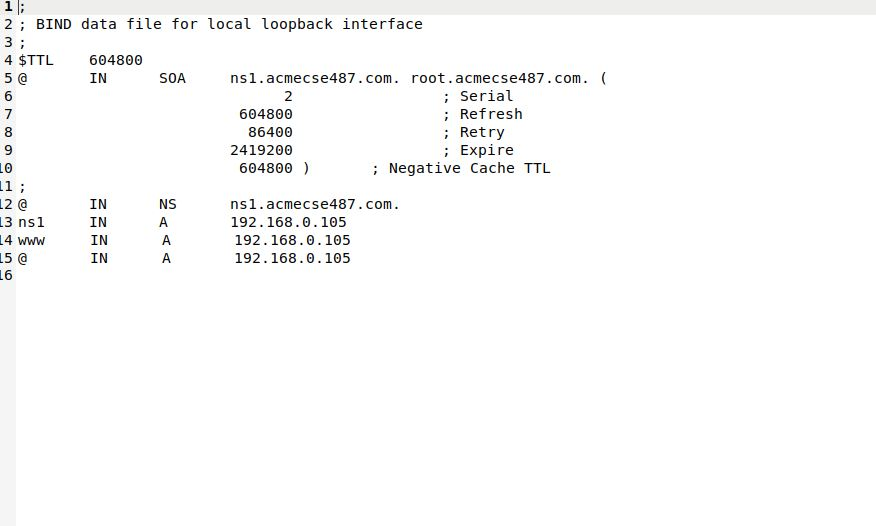 1 ;
2 ; BIND data file for local loopback interface
3 ;
4 $TTL 604800
5 @ IN SOA ns1.acmecse487.com. root.acmecse487.com. (
6 2 ; Serial
7 604800 ; Refresh
8 86400 ; Retry
9 2419200 ; Expire
10 604800 ) ; Negative Cache TTL
11 ;
12 @ IN NS ns1.acmecse487.com.
13 ns1 IN A 192.168.0.105
14 www IN A 192.168.0.105
15 @ IN A 192.168.0.105
16